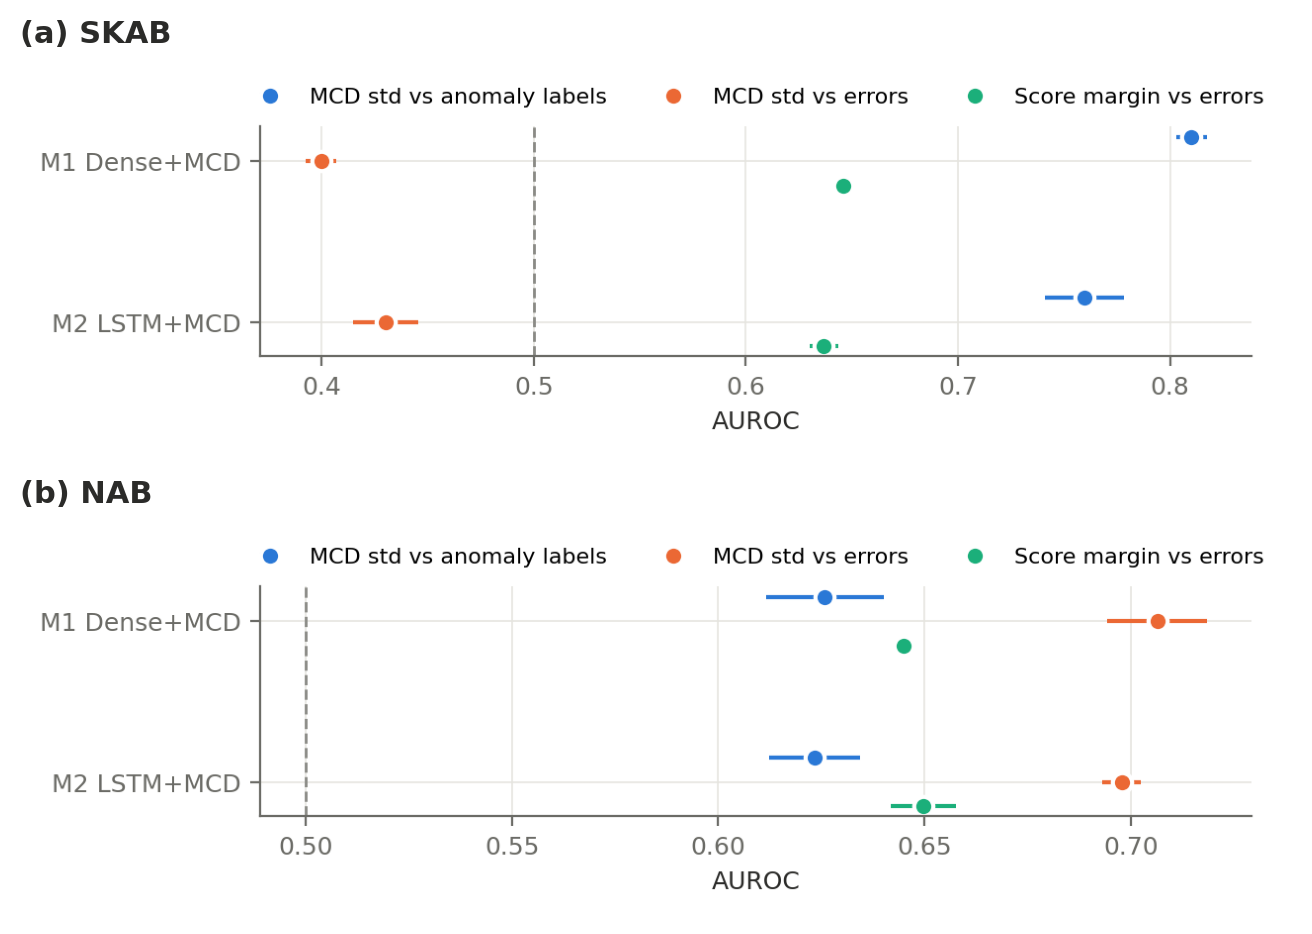 (a) SKAB
MCD std vs anomaly labels MCD std vs errors Score margin vs errors
M1 Dense+MCD
M2 LSTM+MCD
0.4 0.5 0.6 0.7 0.8
AUROC
(b) NAB
MCD std vs anomaly labels MCD std vs errors Score margin vs errors
M1 Dense+MCD
M2 LSTM+MCD
0.50 0.55 0.60 0.65 0.70
AUROC